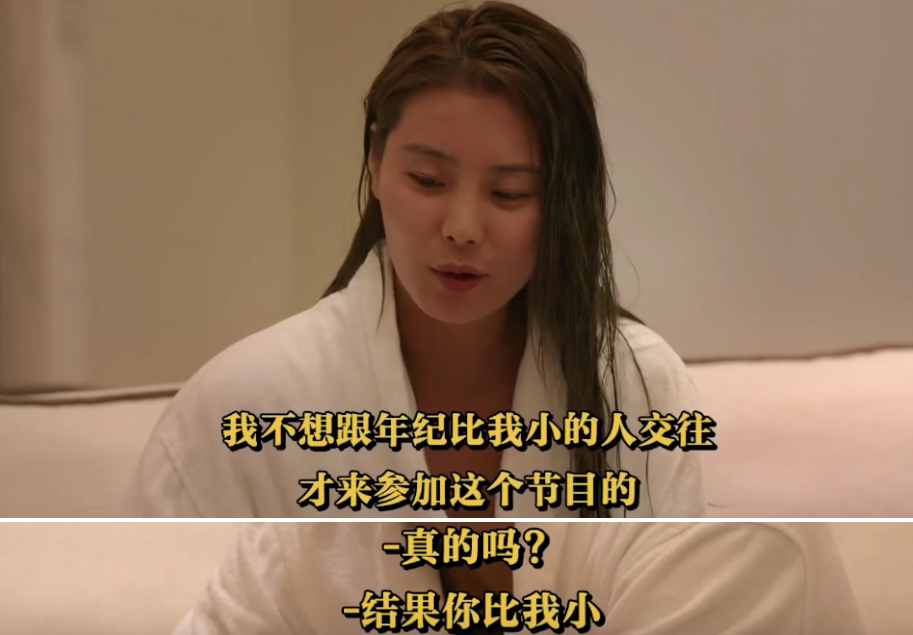 我不想跟年纪比我小的人交往
才来参加这个节目的
-真的吗？
-结果你比我小